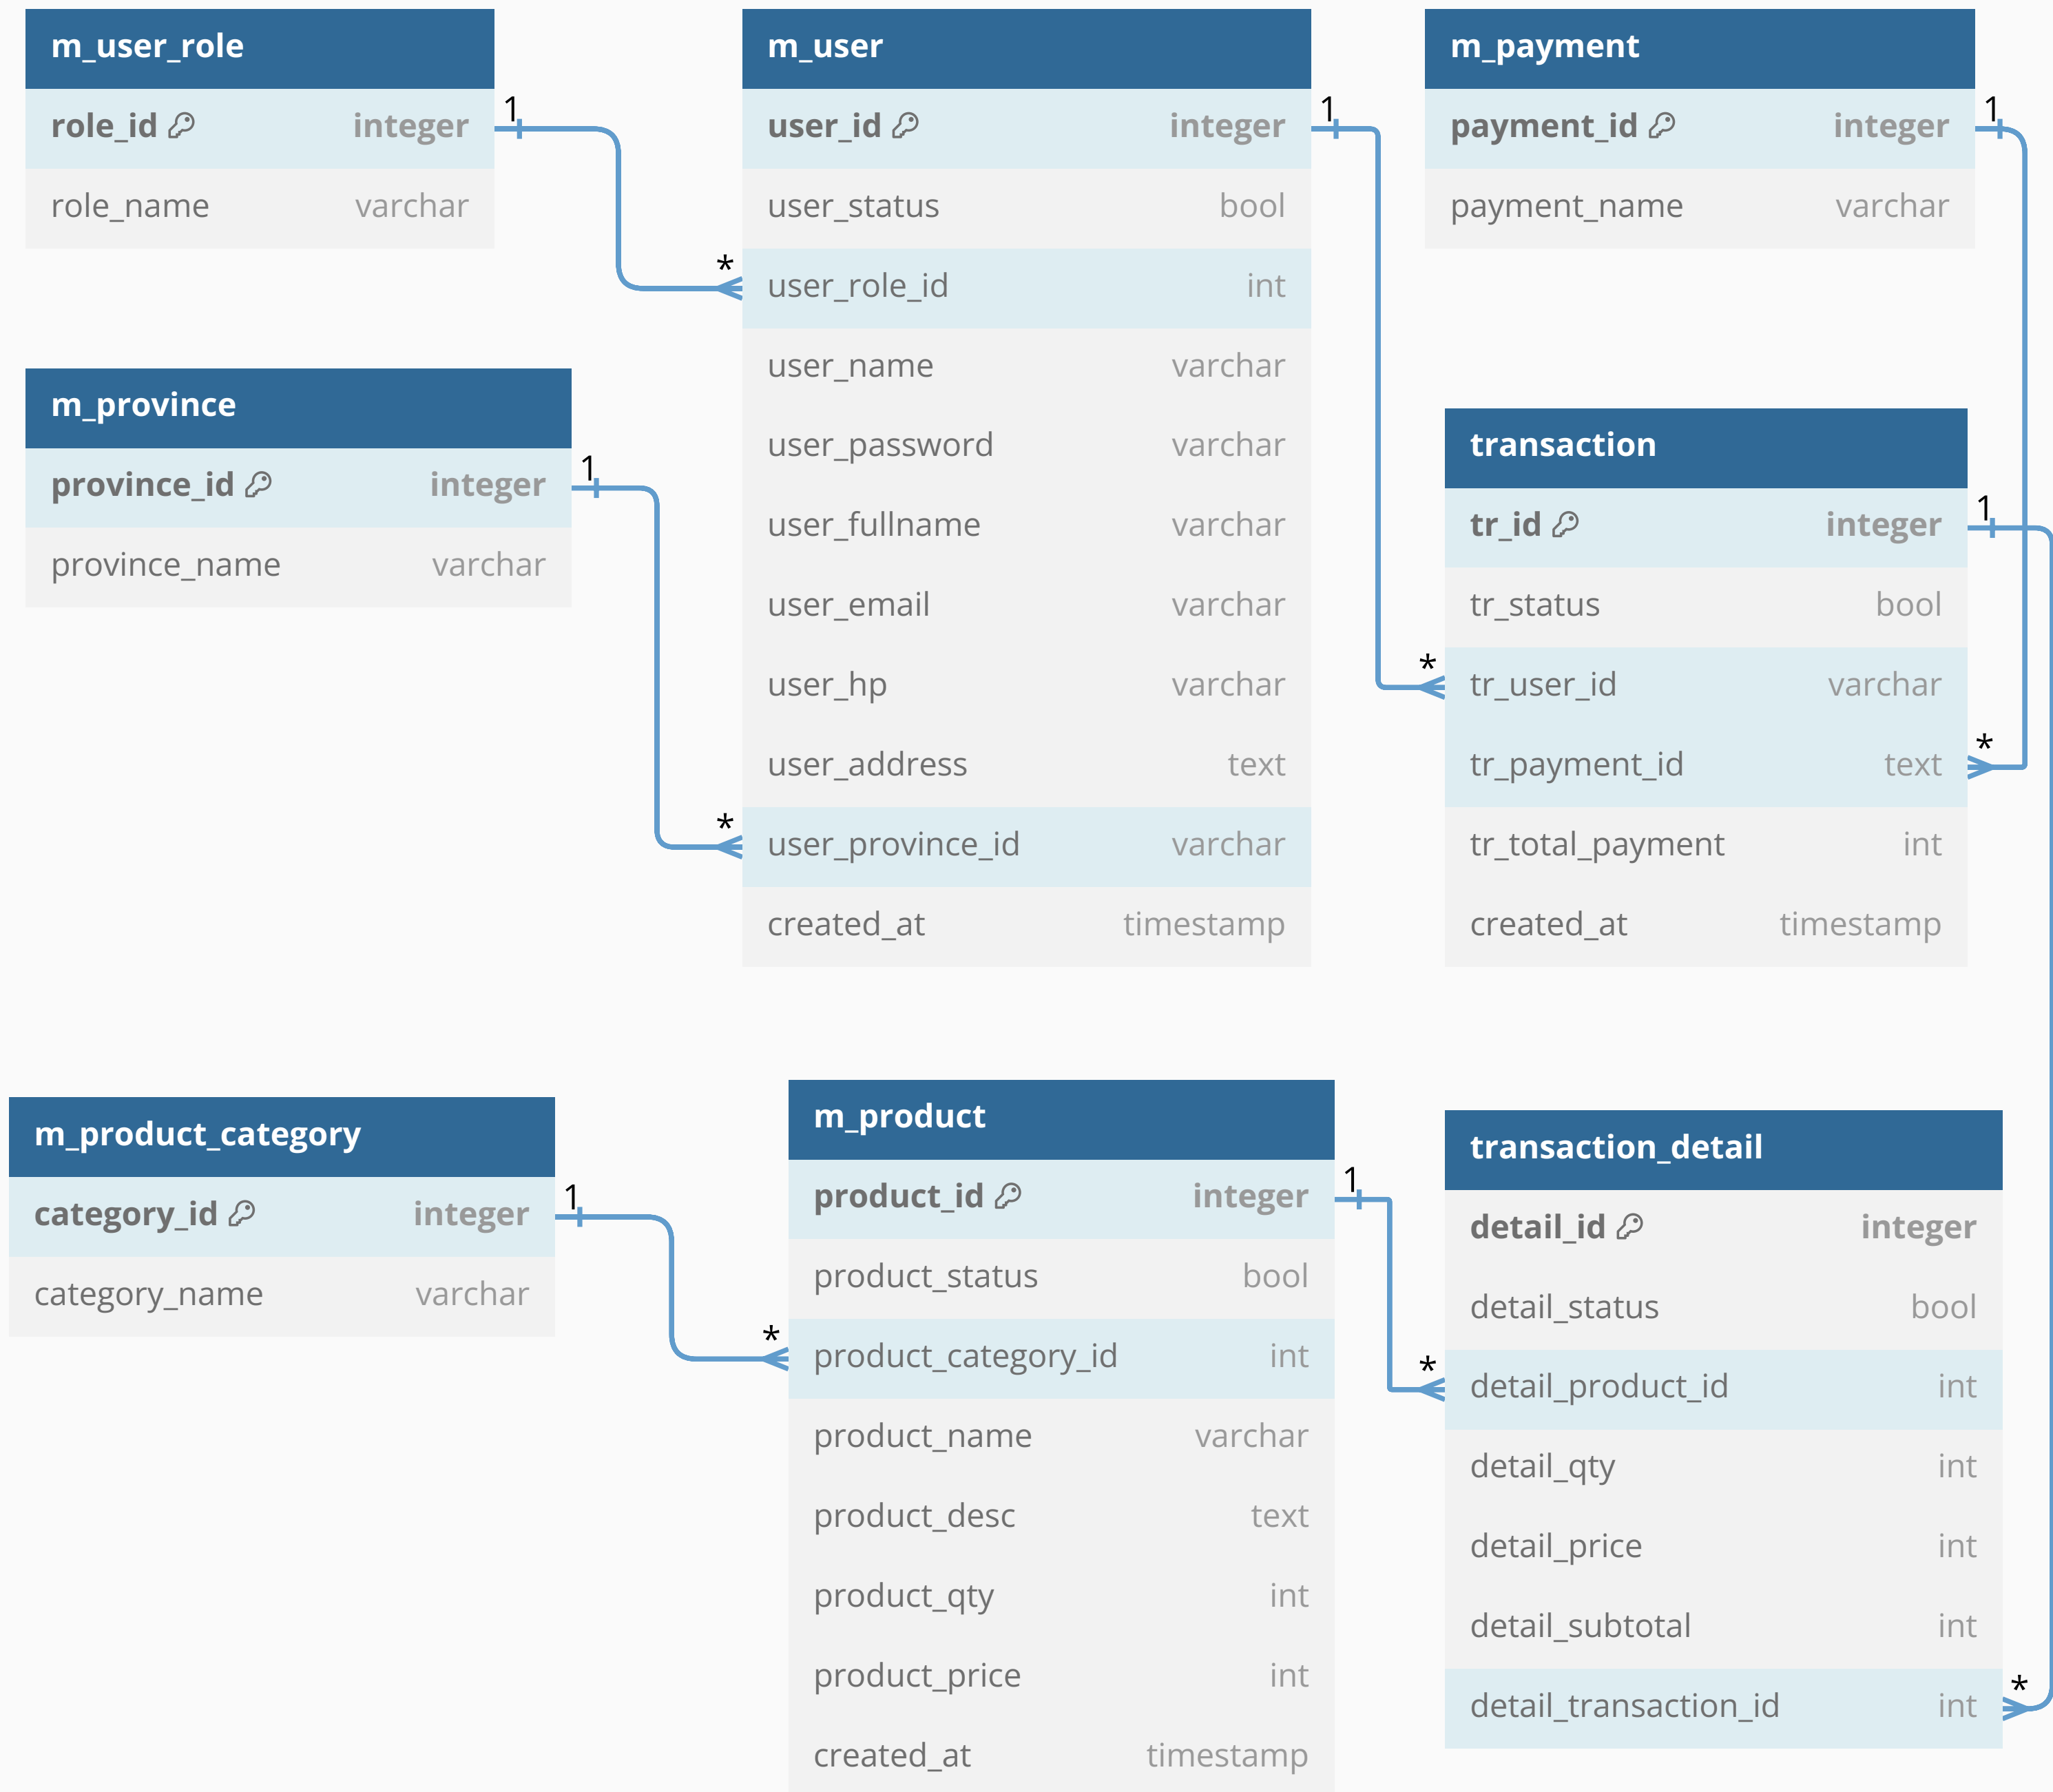 m_user_role
role_id integer
role_name varchar
1
*
m_user
user_id integer
user_status bool
user_role_id int
user_name varchar
user_password varchar
user_fullname varchar
user_email varchar
user_hp varchar
user_address text
user_province_id varchar
created_at timestamp
1
*
m_payment
payment_id integer
payment_name varchar
1
*
m_province
province_id integer
province_name varchar
1
*
transaction
tr_id integer
tr_status bool
tr_user_id varchar
tr_payment_id text
tr_total_payment int
created_at timestamp
1
*
m_product_category
category_id integer
category_name varchar
1
*
m_product
product_id integer
product_status bool
product_category_id int
product_name varchar
product_desc text
product_qty int
product_price int
created_at timestamp
1
*
transaction_detail
detail_id integer
detail_status bool
detail_product_id int
detail_qty int
detail_price int
detail_subtotal int
detail_transaction_id int